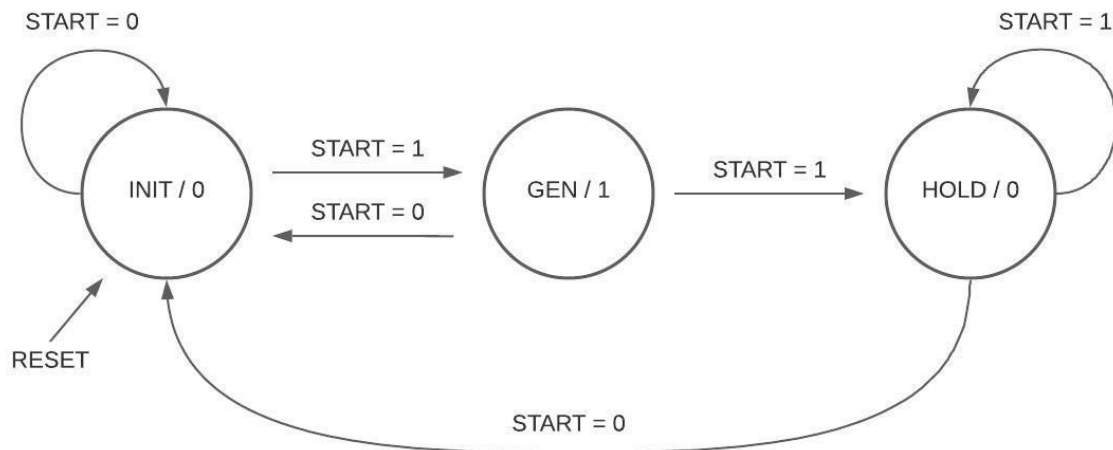 START = 0
START = 1
START = 1
INIT / 0
GEN / 1
START = 1
HOLD / 0
START = 0
RESET
START = 0